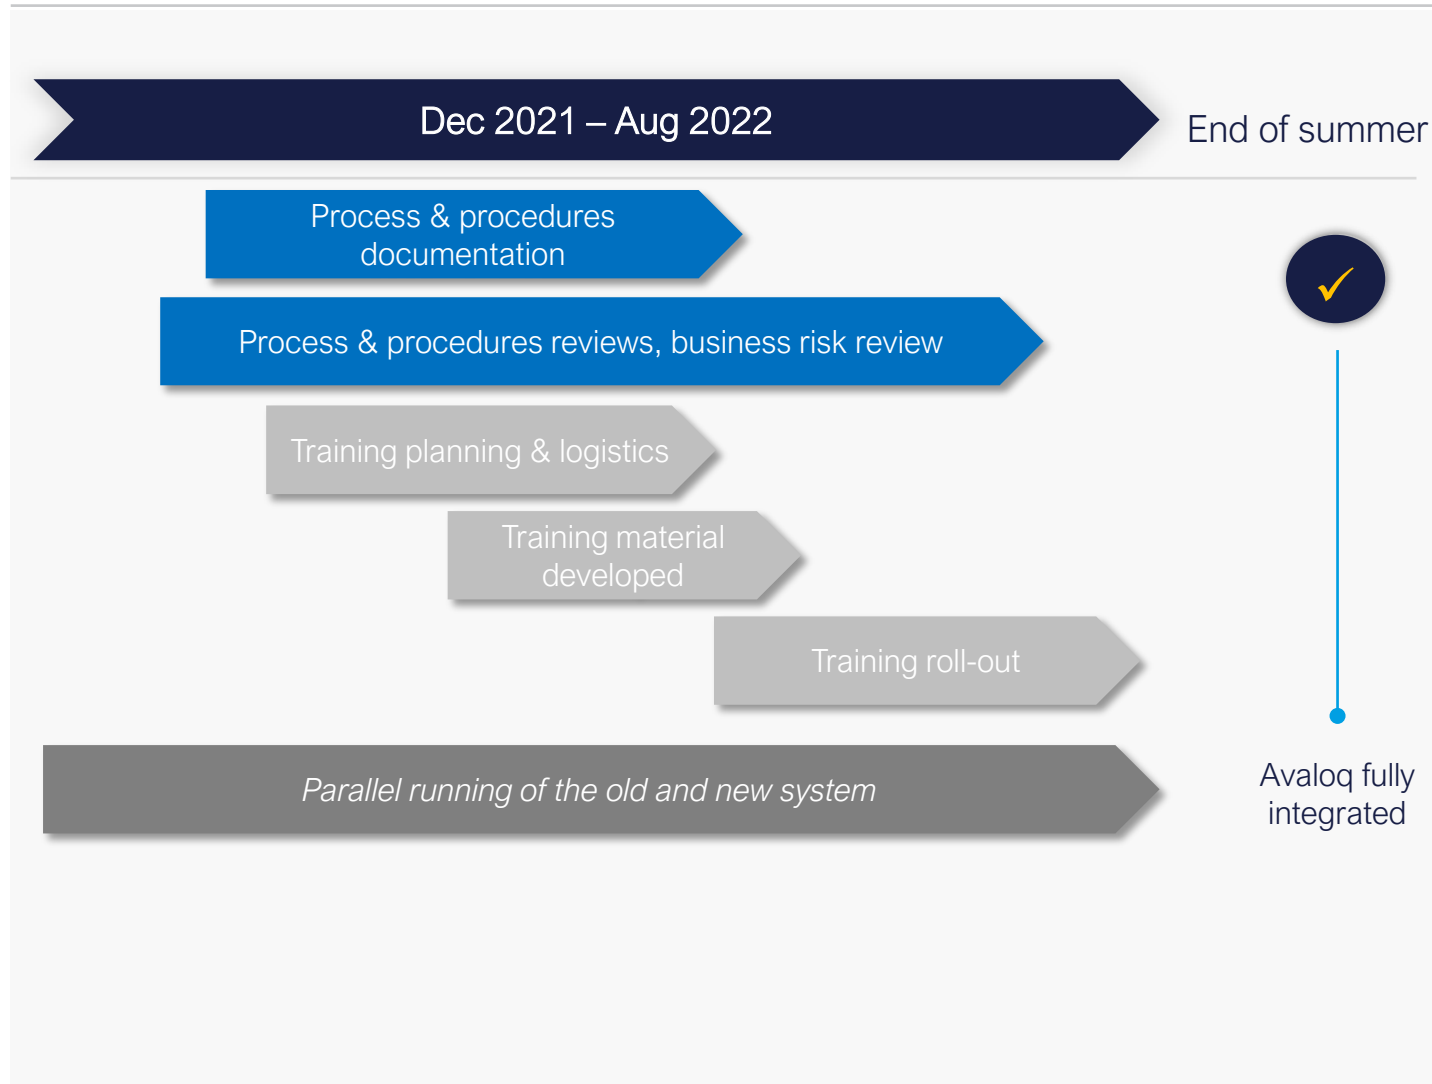 Dec 2021 – Aug 2022
End of summer
Process & procedures
documentation
Process & procedures reviews, business risk review
Training planning & logistics
Training material
developed
Training roll-out
Parallel running of the old and new system
Avaloq fully
integrated